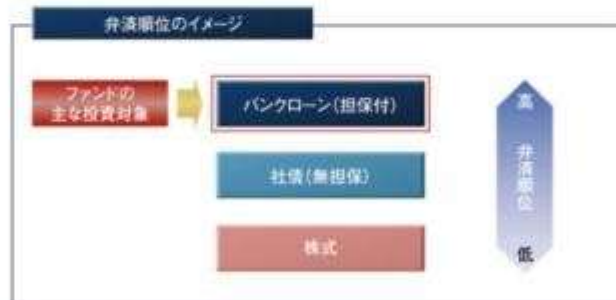 弁済順位のイメージ
ファンドの
主な投資対象
バンクローン(担保付)
社債(無担保)
株式
高
弁済順位
低